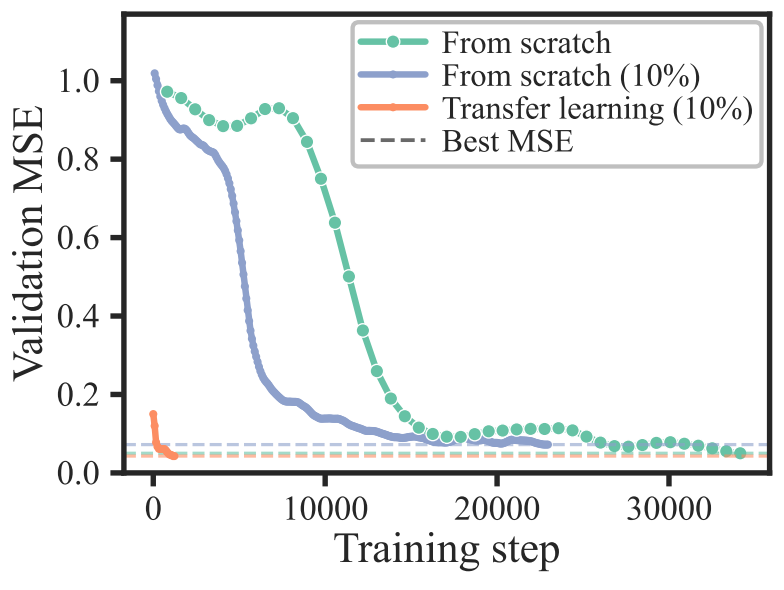 From scratch
From scratch (10%)
Transfer learning (10%)
Best MSE
Validation MSE
1.0
0.8
0.6
0.4
0.2
0.0
0
10000
20000
30000
Training step